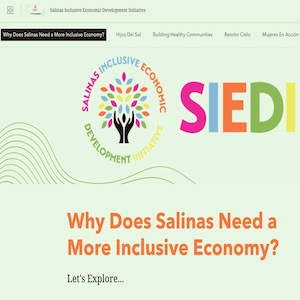 Salinas Inclusive Economic Development Initiative
Why Does Salinas Need a More Inclusive Economy?
Hijos Del Sol
Building Healthy Communities
Rancho Cielo
Mujeres En Acción
SALINAS INCLUSIVE ECONOMIC
DEVELOPMENT INITIATIVE
SIEDI
Why Does Salinas Need a
More Inclusive Economy?
Let's Explore...